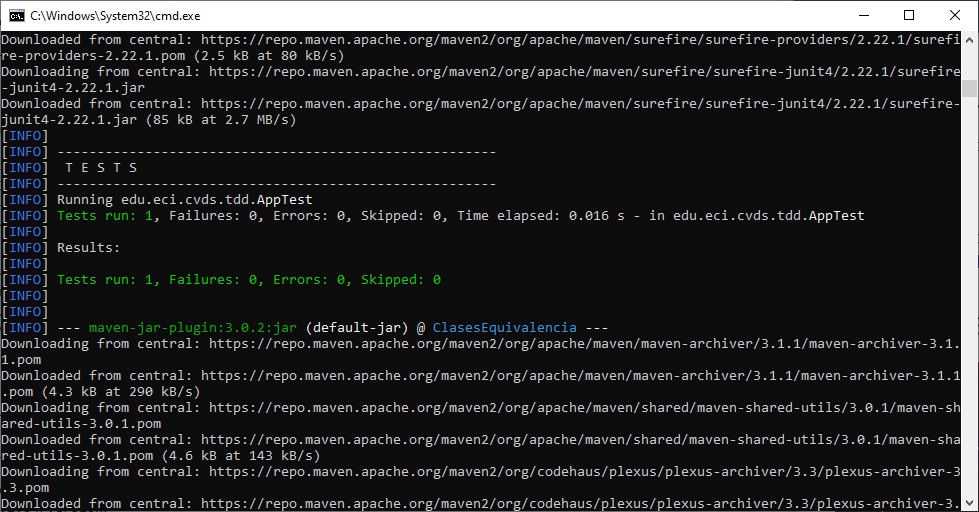 C:\Windows\System32\cmd.exe
Downloaded from central: https://repo.maven.apache.org/maven2/org/apache/maven/surefire/surefire-providers/2.22.1/surefi
re-providers-2.22.1.pom (2.5 kB at 80 kB/s)
Downloading from central: https://repo.maven.apache.org/maven2/org/apache/maven/surefire/surefire-junit4/2.22.1/surefire
-junit4-2.22.1.jar
Downloaded from central: https://repo.maven.apache.org/maven2/org/apache/maven/surefire/surefire-junit4/2.22.1/surefire-
junit4-2.22.1.jar (85 kB at 2.7 MB/s)
[INFO]
[INFO] -------------------------------------------------------
[INFO]  T E S T S
[INFO] -------------------------------------------------------
[INFO] Running edu.eci.cvds.tdd.AppTest
[INFO] Tests run: 1, Failures: 0, Errors: 0, Skipped: 0, Time elapsed: 0.016 s - in edu.eci.cvds.tdd.AppTest
[INFO]
[INFO] Results:
[INFO]
[INFO] Tests run: 1, Failures: 0, Errors: 0, Skipped: 0
[INFO]
[INFO]
[INFO] --- maven-jar-plugin:3.0.2:jar (default-jar) @ ClasesEquivalencia ---
Downloading from central: https://repo.maven.apache.org/maven2/org/apache/maven/maven-archiver/3.1.1/maven-archiver-3.1.
1.pom
Downloaded from central: https://repo.maven.apache.org/maven2/org/apache/maven/maven-archiver/3.1.1/maven-archiver-3.1.1
.pom (4.3 kB at 290 kB/s)
Downloading from central: https://repo.maven.apache.org/maven2/org/apache/maven/shared/maven-shared-utils/3.0.1/maven-sh
ared-utils-3.0.1.pom
Downloaded from central: https://repo.maven.apache.org/maven2/org/apache/maven/shared/maven-shared-utils/3.0.1/maven-sha
red-utils-3.0.1.pom (4.6 kB at 143 kB/s)
Downloading from central: https://repo.maven.apache.org/maven2/org/codehaus/plexus/plexus-archiver/3.3/plexus-archiver-3
.3.pom
Downloaded from central: https://repo.maven.apache.org/maven2/org/codehaus/plexus/plexus-archiver/3.3/plexus-archiver-3.